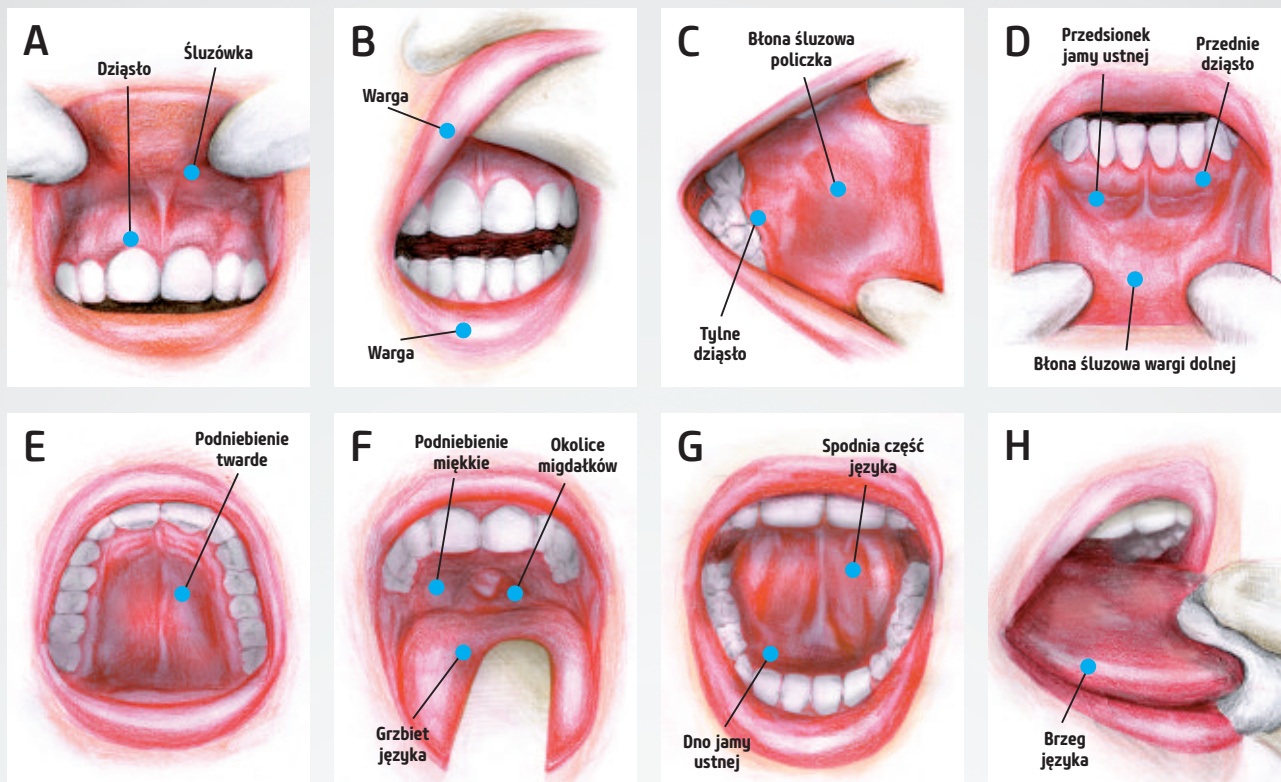 A
Dziąsło
Śluzówka
B
Warga
Warga
C
Błona śluzowa
policzka
Tylne
dziąsło
D
Przedsionek
jamy ustnej
Przednie
dziąsło
Błona śluzowa wargi dolnej
E
Podniebienie
twarde
F
Podniebienie
miękkie
Okolice
migdałków
Grzbiet
języka
G
Spodnia część
języka
Dno jamy
ustnej
H
Brzeg
języka